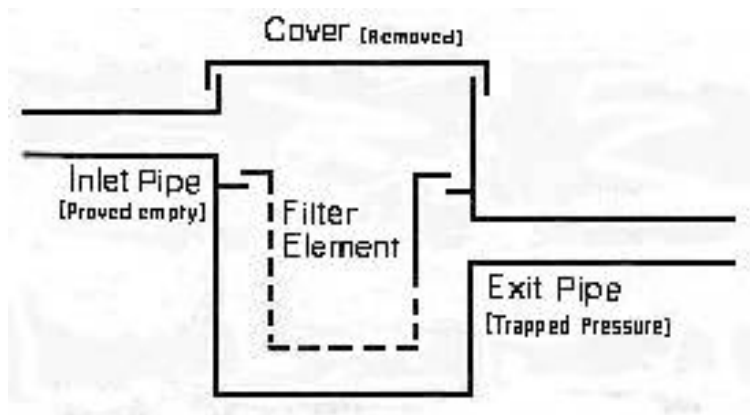 Cover [Removed]
Inlet Pipe
[Proved empty]
Filter
Element
Exit Pipe
[Trapped Pressure]